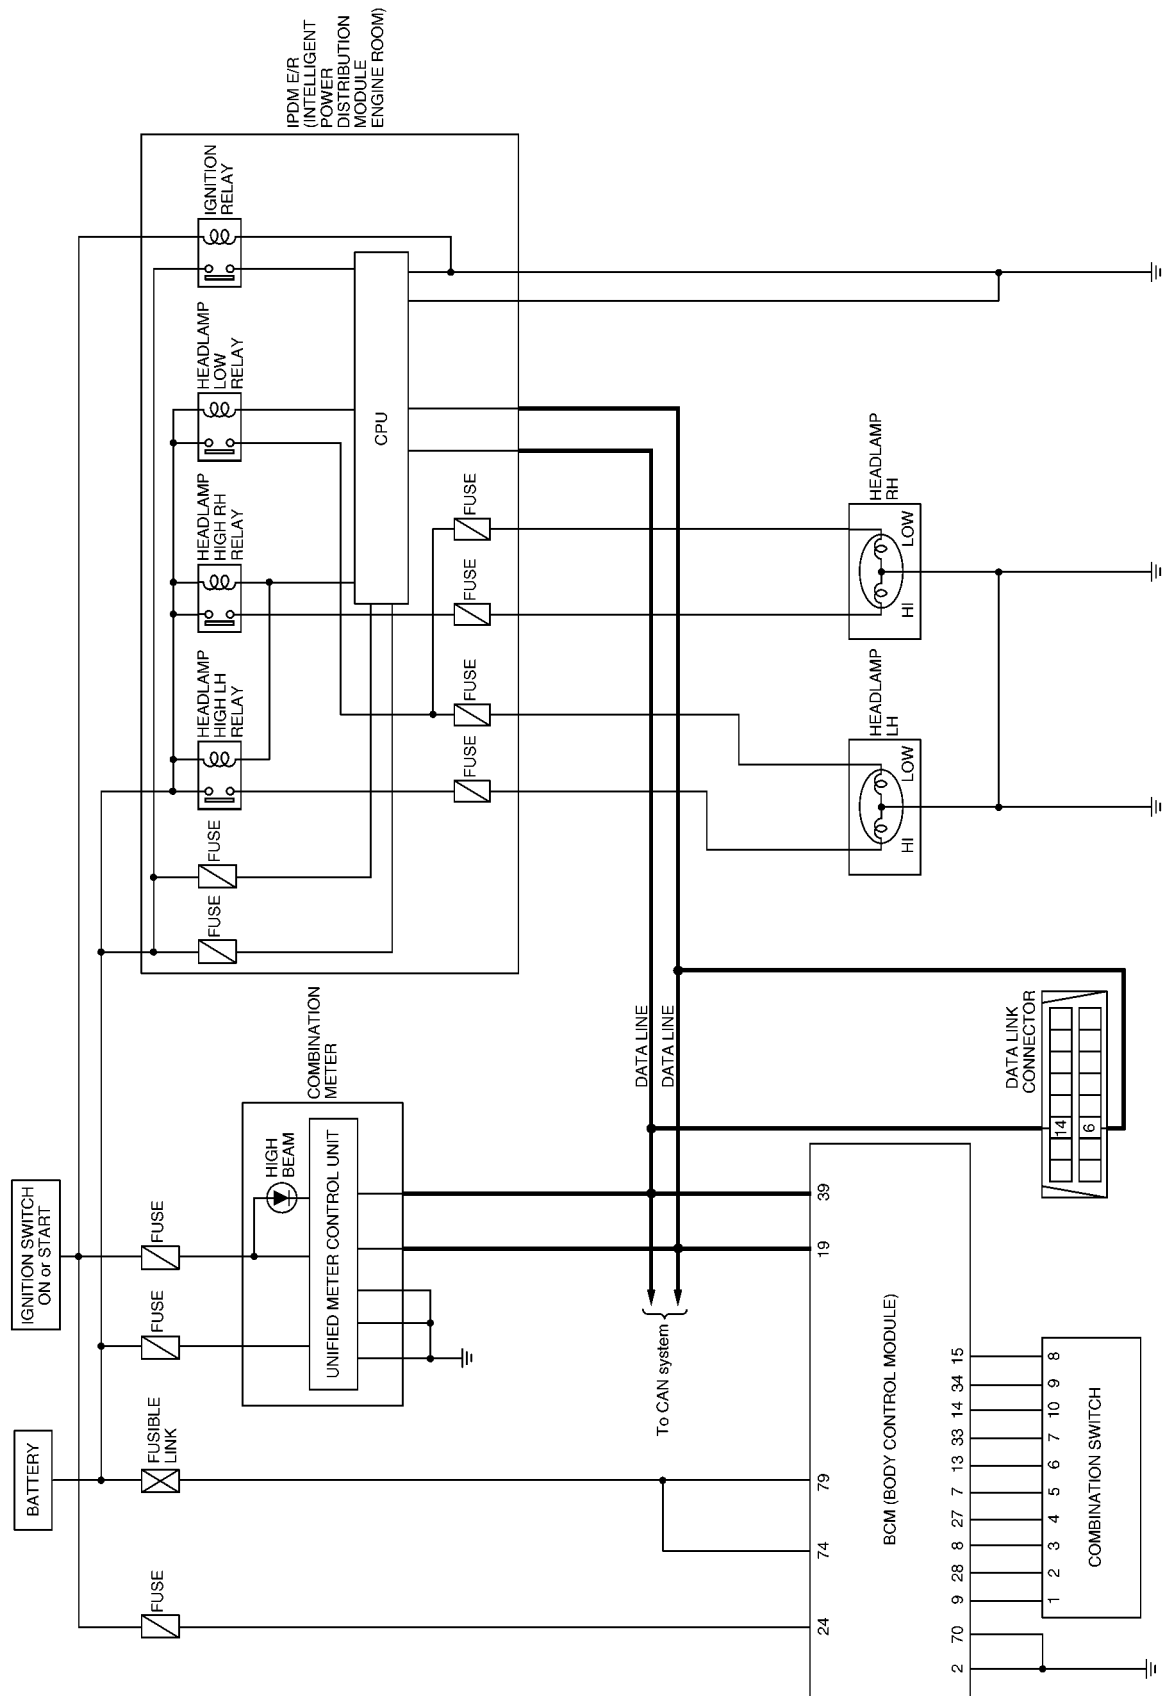 IGNITION SWITCH
ON or START
BATTERY
FUSE
FUSE
FUSIBLE
LINK
FUSE
COMBINATION
METER
HIGH
BEAM
UNIFIED METER CONTROL UNIT
IPDM E/R
(INTELLIGENT
POWER
DISTRIBUTION
MODULE
ENGINE ROOM)
FUSE
FUSE
HEADLAMP
HIGH LH
RELAY
HEADLAMP
HIGH RH
RELAY
HEADLAMP
LOW
RELAY
IGNITION
RELAY
CPU
FUSE
FUSE
FUSE
FUSE
DATA LINE
DATA LINE
To CAN system
HEADLAMP
LH
HI
LOW
HEADLAMP
RH
HI
LOW
24
74
79
19
39
BCM (BODY CONTROL MODULE)
2
70
9
28
8
27
7
13
33
14
34
15
1
2
3
4
5
6
7
10
9
8
COMBINATION SWITCH
DATA LINK
CONNECTOR
14
6